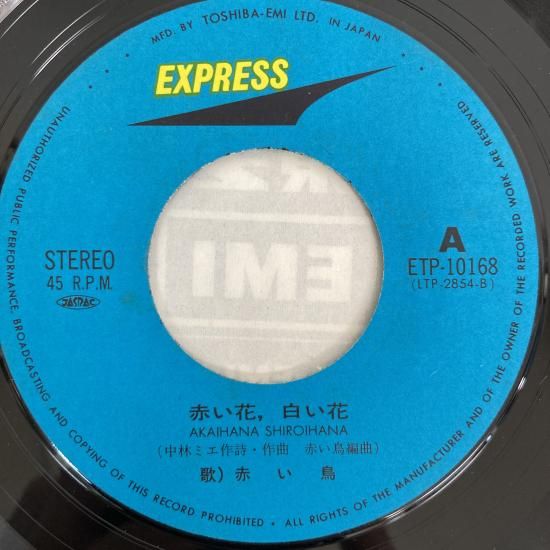 MFD. BY TOSHIBA-EMI LTD. IN JAPAN
EXPRESS
STEREO
45 R.P.M.
JASRAC
A
ETP-10168
(LTP-2854-B)
EMI
赤い花，白い花
AKAIHANA SHIROIHANA
(中林ミエ作詩・作曲 赤い鳥編曲)
歌) 赤い鳥
UNAUTHORIZED PUBLIC PERFORMANCE, BROADCASTING AND COPYING OF THIS RECORD PROHIBITED • ALL RIGHTS OF THE MANUFACTURER AND OF THE OWNER OF THE RECORDED WORK ARE RESERVED